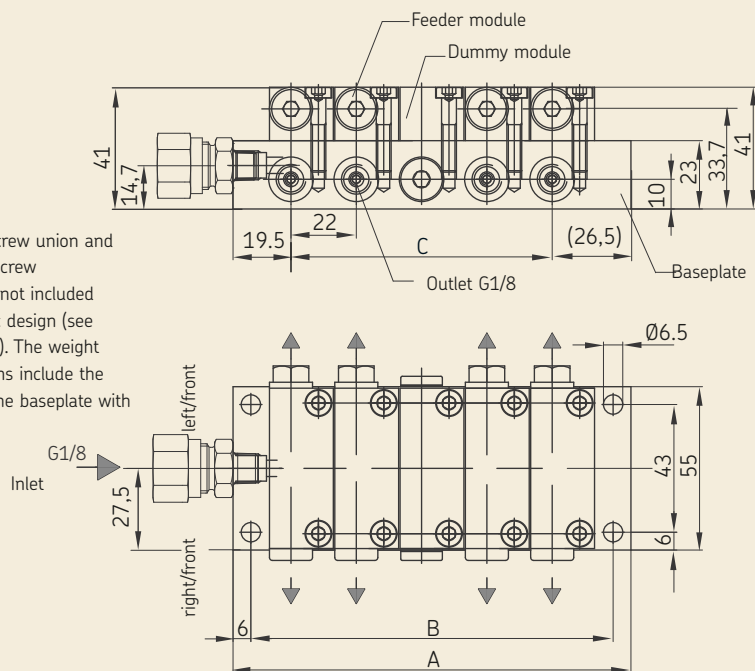 Feeder module
Dummy module
41
14,7
19.5
22
C
(26,5)
10
23
33,7
41
Outlet G1/8
Baseplate
crew union and
crew
not included
t design (see
). The weight
ns include the
ne baseplate with
Ø6.5
left/front
G1/8
Inlet
27,5
right/front
43
55
6
6
B
A